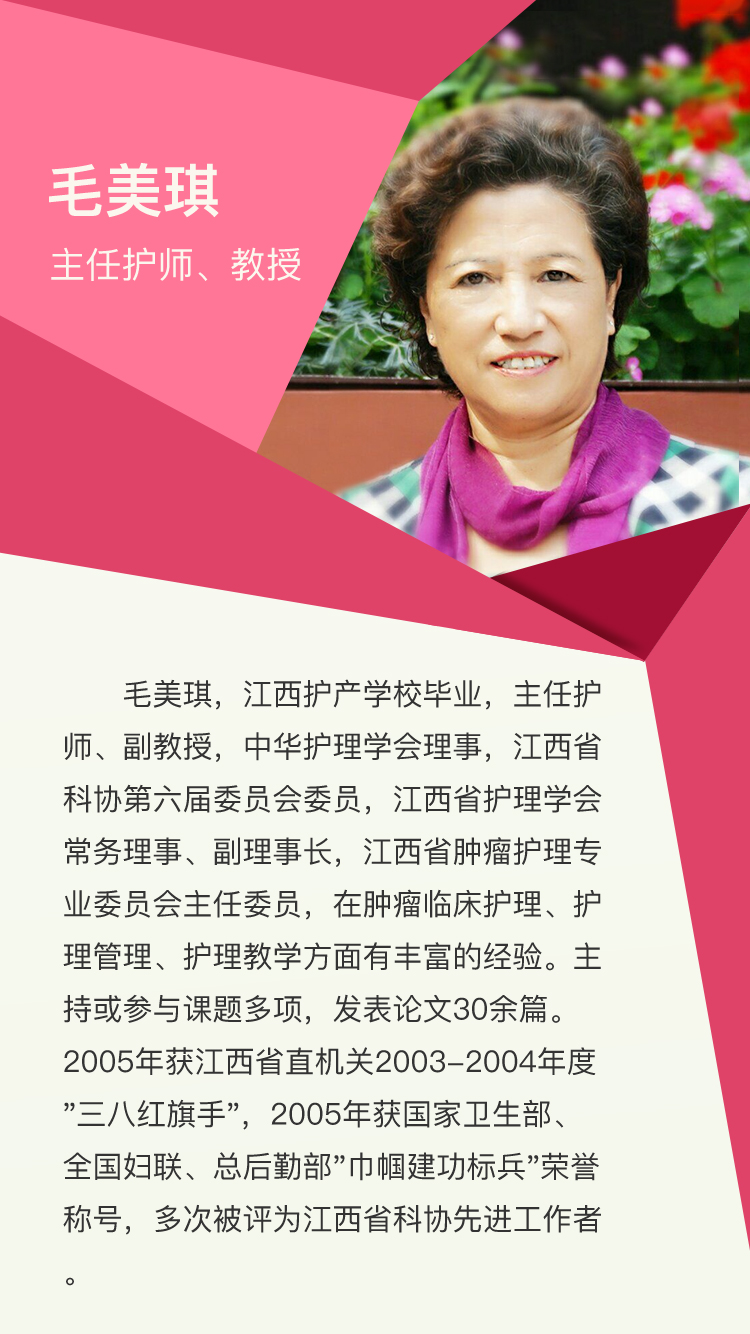 毛美琪
主任护师、教授
毛美琪，江西护产学校毕业，主任护
师、副教授，中华护理学会理事，江西省
科协第六届委员会委员，江西省护理学会
常务理事、副理事长，江西省肿瘤护理专
业委员会主任委员，在肿瘤临床护理、护
理管理、护理教学方面有丰富的经验。主
持或参与课题多项，发表论文30余篇。
2005年获江西省直机关2003–2004年度
”三八红旗手”，2005年获国家卫生部、
全国妇联、总后勤部”巾帼建功标兵”荣誉
称号，多次被评为江西省科协先进工作者
。